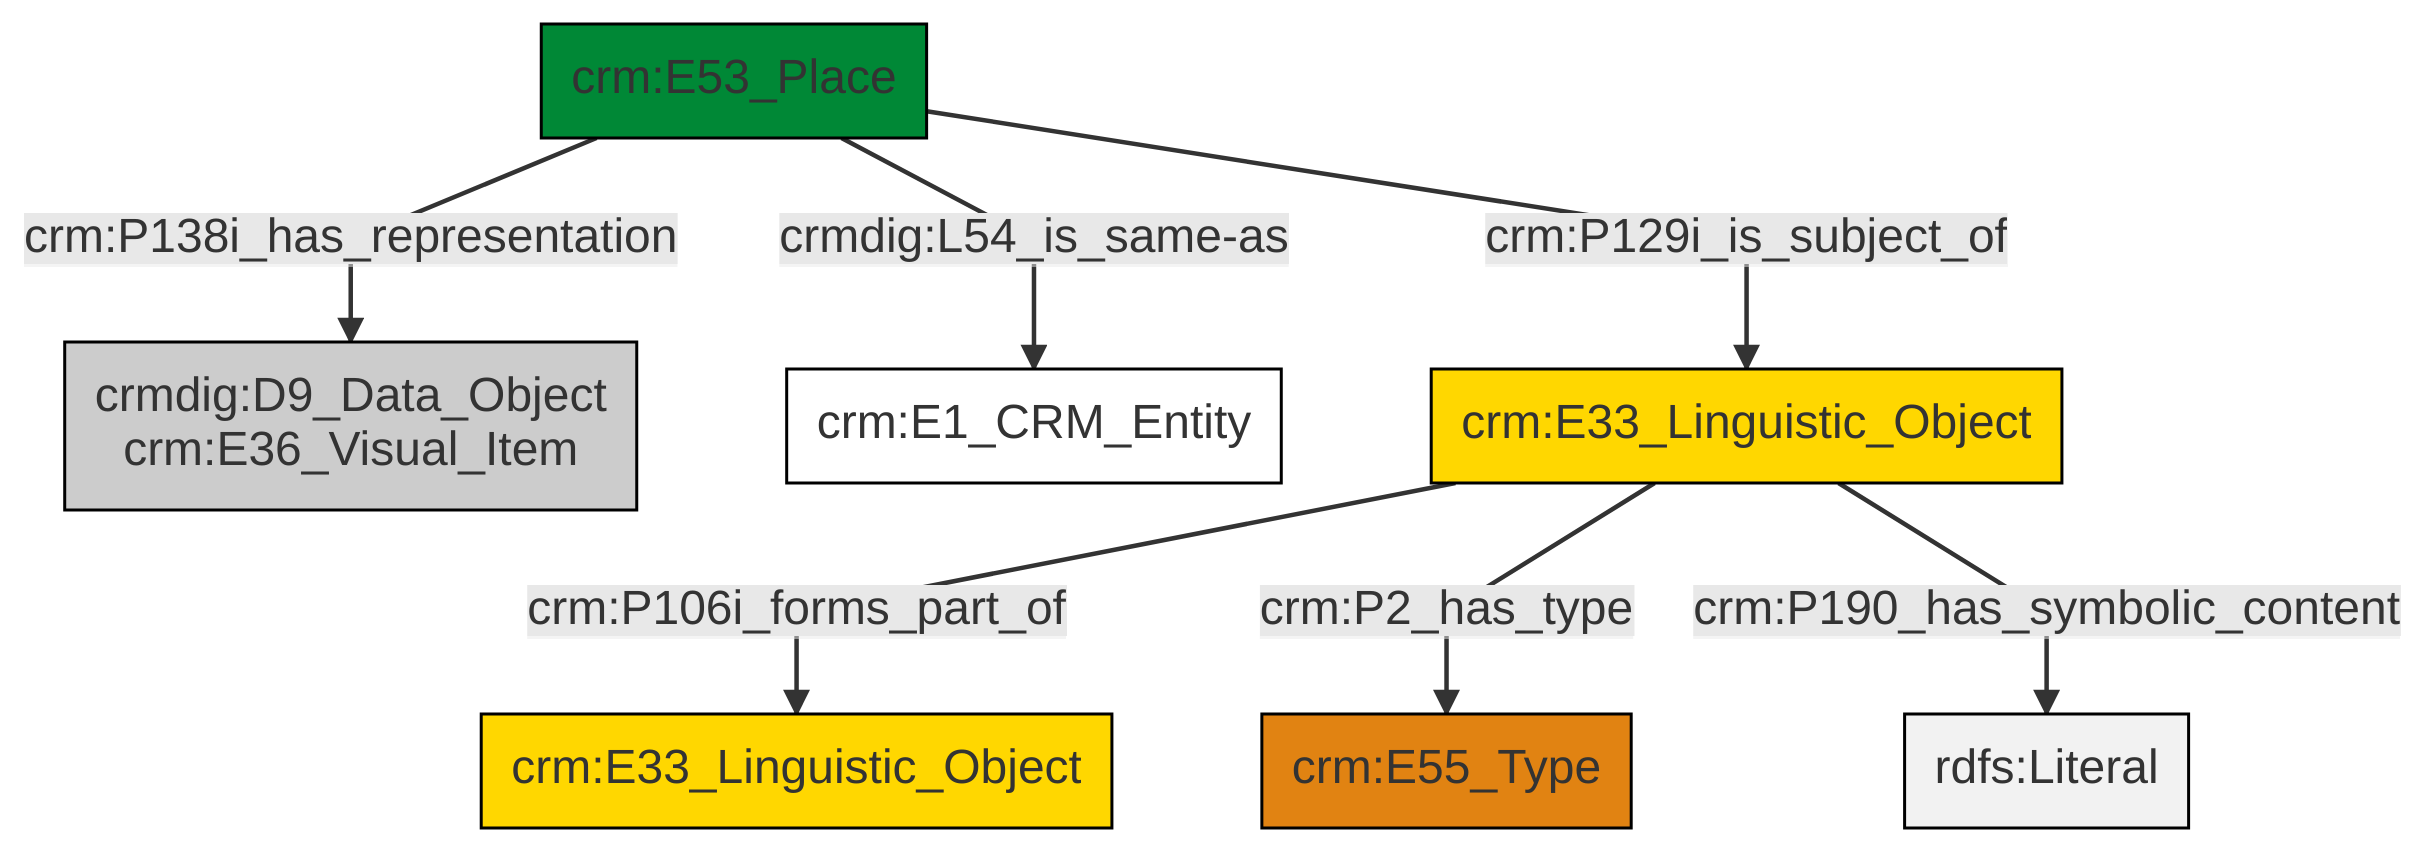 crm:E53_Place
crm:P138i_has_representation
crmdig:L54_is_same-as
crm:P129i_is_subject_of
crmdig:D9_Data_Object
crm:E36_Visual_Item
crm:E1_CRM_Entity
crm:E33_Linguistic_Object
crm:P106i_forms_part_of
crm:P2_has_type
crm:P190_has_symbolic_content
crm:E33_Linguistic_Object
crm:E55_Type
rdfs:Literal